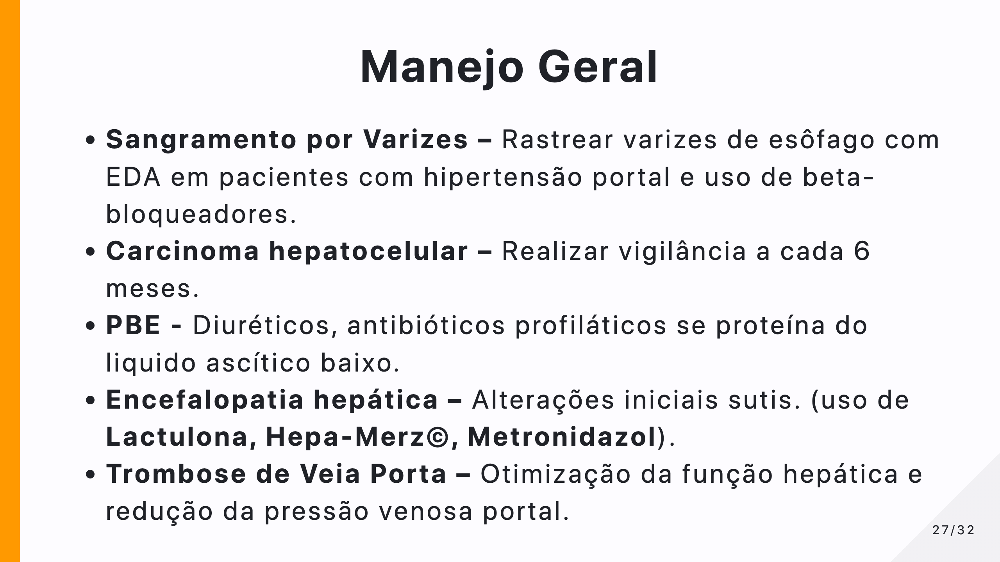 Manejo Geral
• Sangramento por Varizes – Rastrear varizes de esôfago com
EDA em pacientes com hipertensão portal e uso de beta-
bloqueadores.
• Carcinoma hepatocelular – Realizar vigilância a cada 6
meses.
• PBE - Diuréticos, antibióticos profiláticos se proteína do
liquido ascítico baixo.
• Encefalopatia hepática – Alterações iniciais sutis. (uso de
Lactulona, Hepa-Merz©, Metronidazol).
• Trombose de Veia Porta – Otimização da função hepática e
redução da pressão venosa portal.
27/32